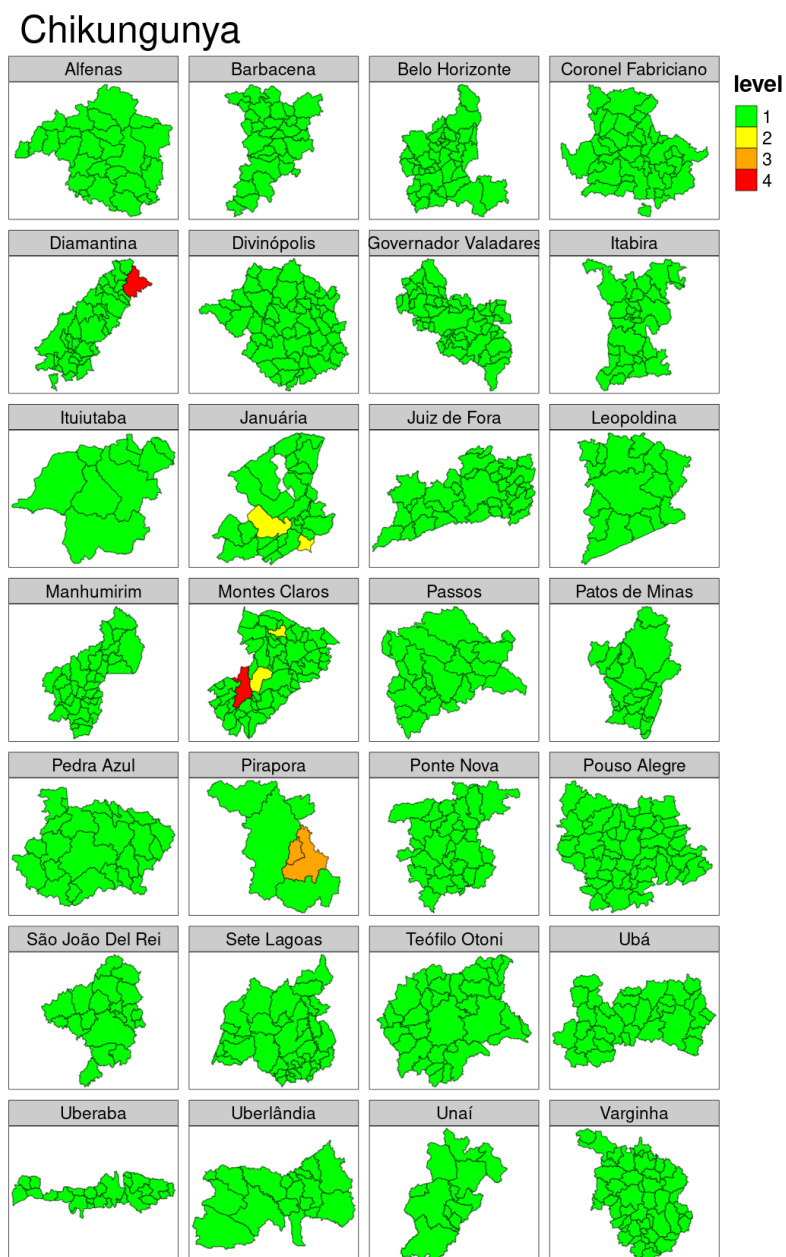 Chikungunya
Alfenas
Barbacena
Belo Horizonte
Coronel Fabriciano
level
1
2
3
4
Diamantina
Divinópolis
Governador Valadares
Itabira
Ituiutaba
Januária
Juiz de Fora
Leopoldina
Manhumirim
Montes Claros
Passos
Patos de Minas
Pedra Azul
Pirapora
Ponte Nova
Pouso Alegre
São João Del Rei
Sete Lagoas
Teófilo Otoni
Ubá
Uberaba
Uberlândia
Unaí
Varginha